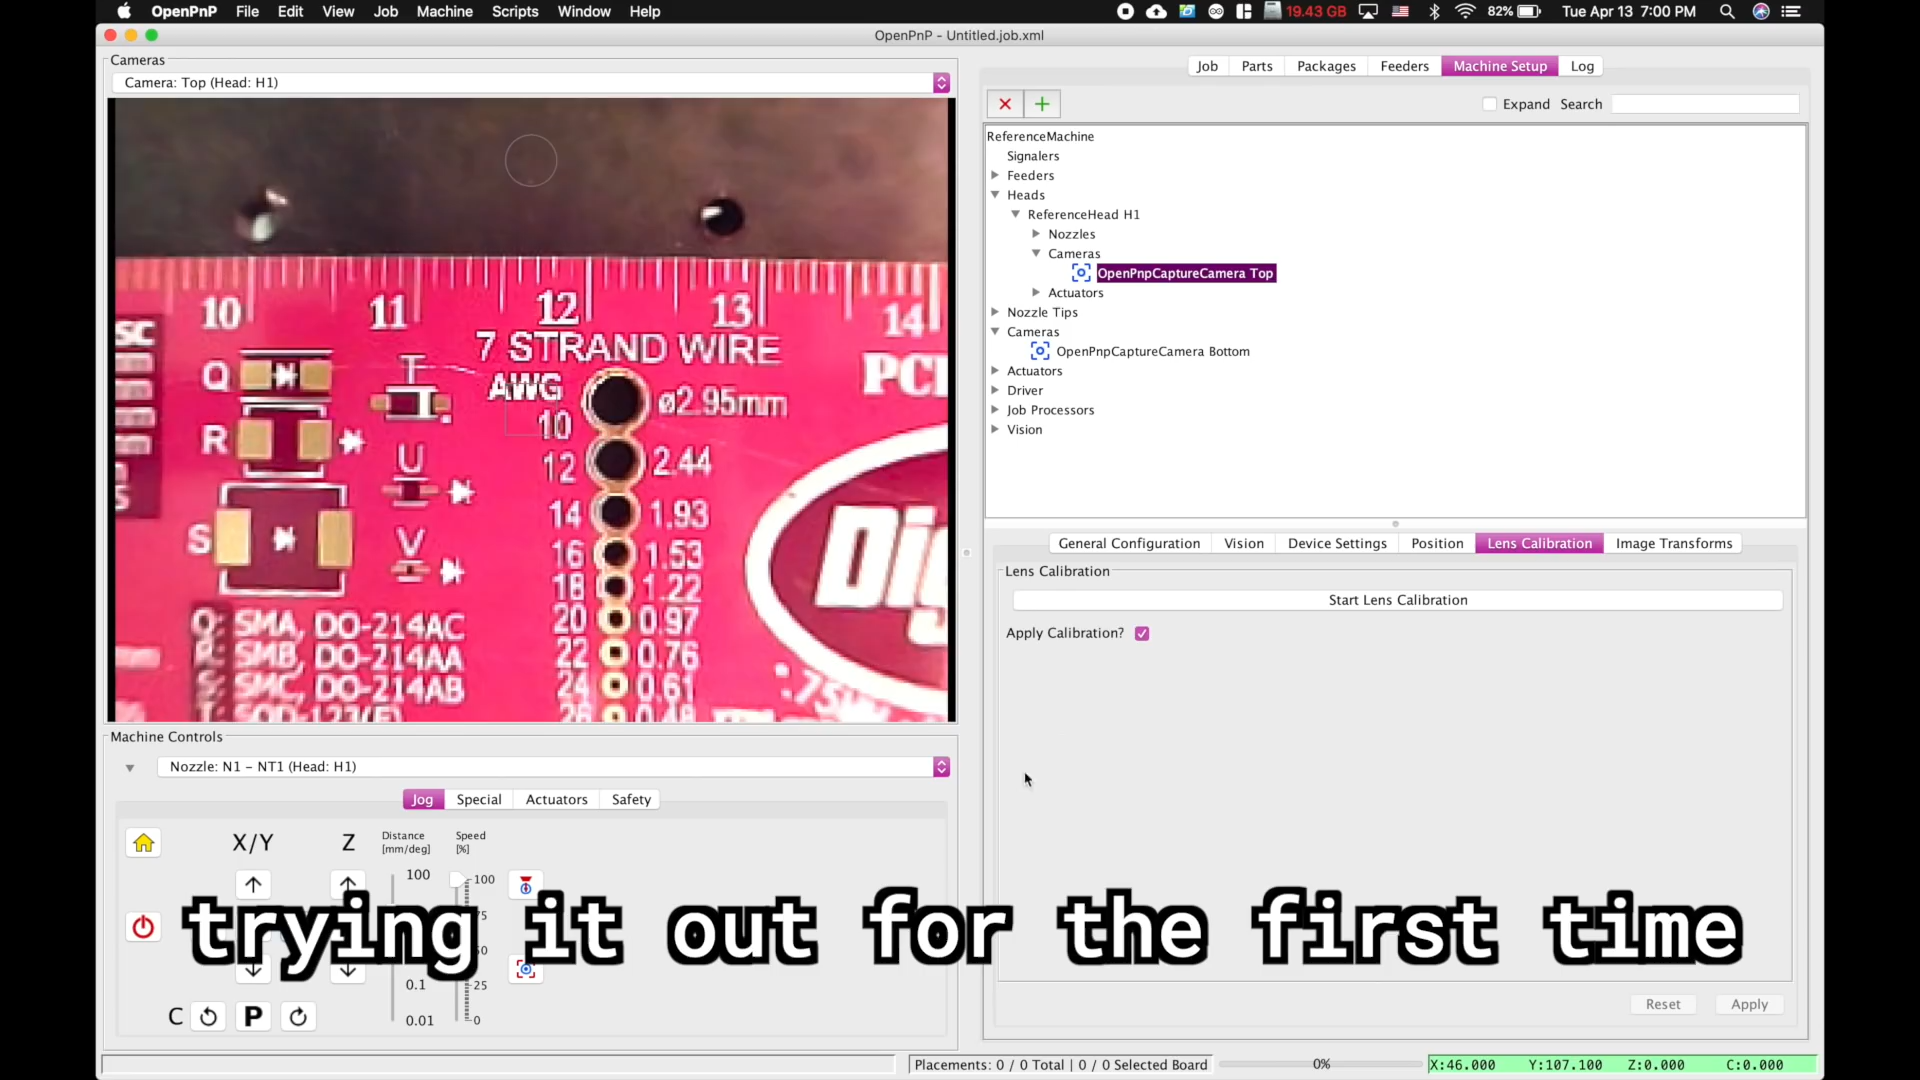 OpenPnP File Edit View Job Machine Scripts Window Help
19.43 GB 82% Tue Apr 13 7:00 PM
OpenPnP - Untitled.job.xml
Cameras
Camera: Top (Head: H1)
10 11 12 13 14
7 STRAND WIRE
SC
Q T AWG ø2.95mm
10
R 12 2.44
U
14 1.93
S V 16 1.53
18 1.22
Q: SMA, DO-214AC 20 0.97
R: SMB, DO-214AA 22 0.76
S: SMC, DO-214AB 24 0.61
Machine Controls
Nozzle: N1 - NT1 (Head: H1)
Jog Special Actuators Safety
X/Y Z Distance [mm/deg] Speed [%]
100 100
75
50
0.1 25
0.01 0
C P
trying it out for the first time
Job Parts Packages Feeders Machine Setup Log
Expand Search
ReferenceMachine
Signalers
Feeders
Heads
ReferenceHead H1
Nozzles
Cameras
OpenPnpCaptureCamera Top
Actuators
Nozzle Tips
Cameras
OpenPnpCaptureCamera Bottom
Actuators
Driver
Job Processors
Vision
General Configuration Vision Device Settings Position Lens Calibration Image Transforms
Lens Calibration
Start Lens Calibration
Apply Calibration?
Reset Apply
Placements: 0 / 0 Total | 0 / 0 Selected Board 0% X:46.000 Y:107.100 Z:0.000 C:0.000